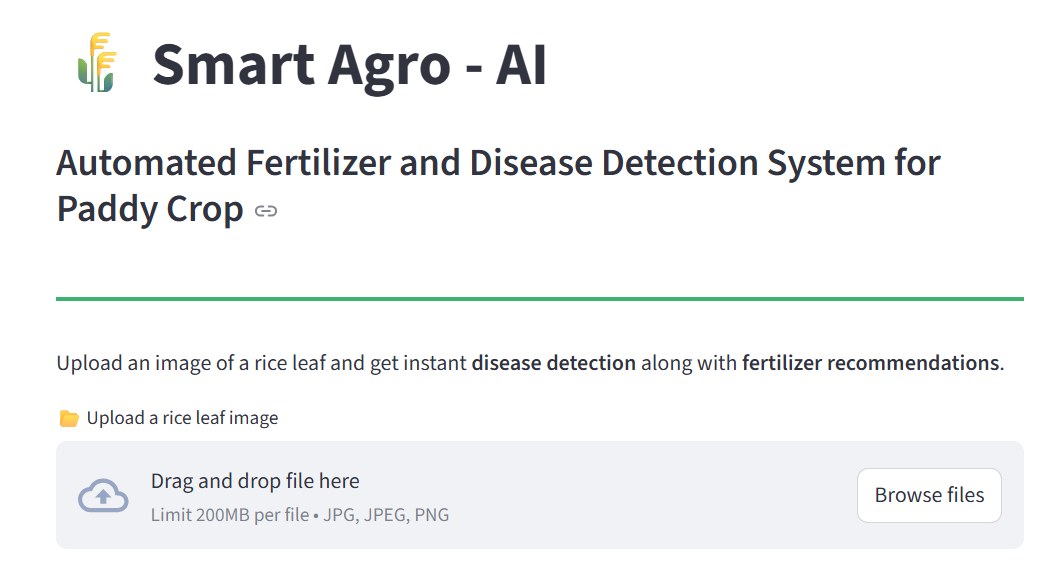 Smart Agro - AI
Automated Fertilizer and Disease Detection System for
Paddy Crop
Upload an image of a rice leaf and get instant disease detection along with fertilizer recommendations.
Upload a rice leaf image
Drag and drop file here
Limit 200MB per file • JPG, JPEG, PNG
Browse files